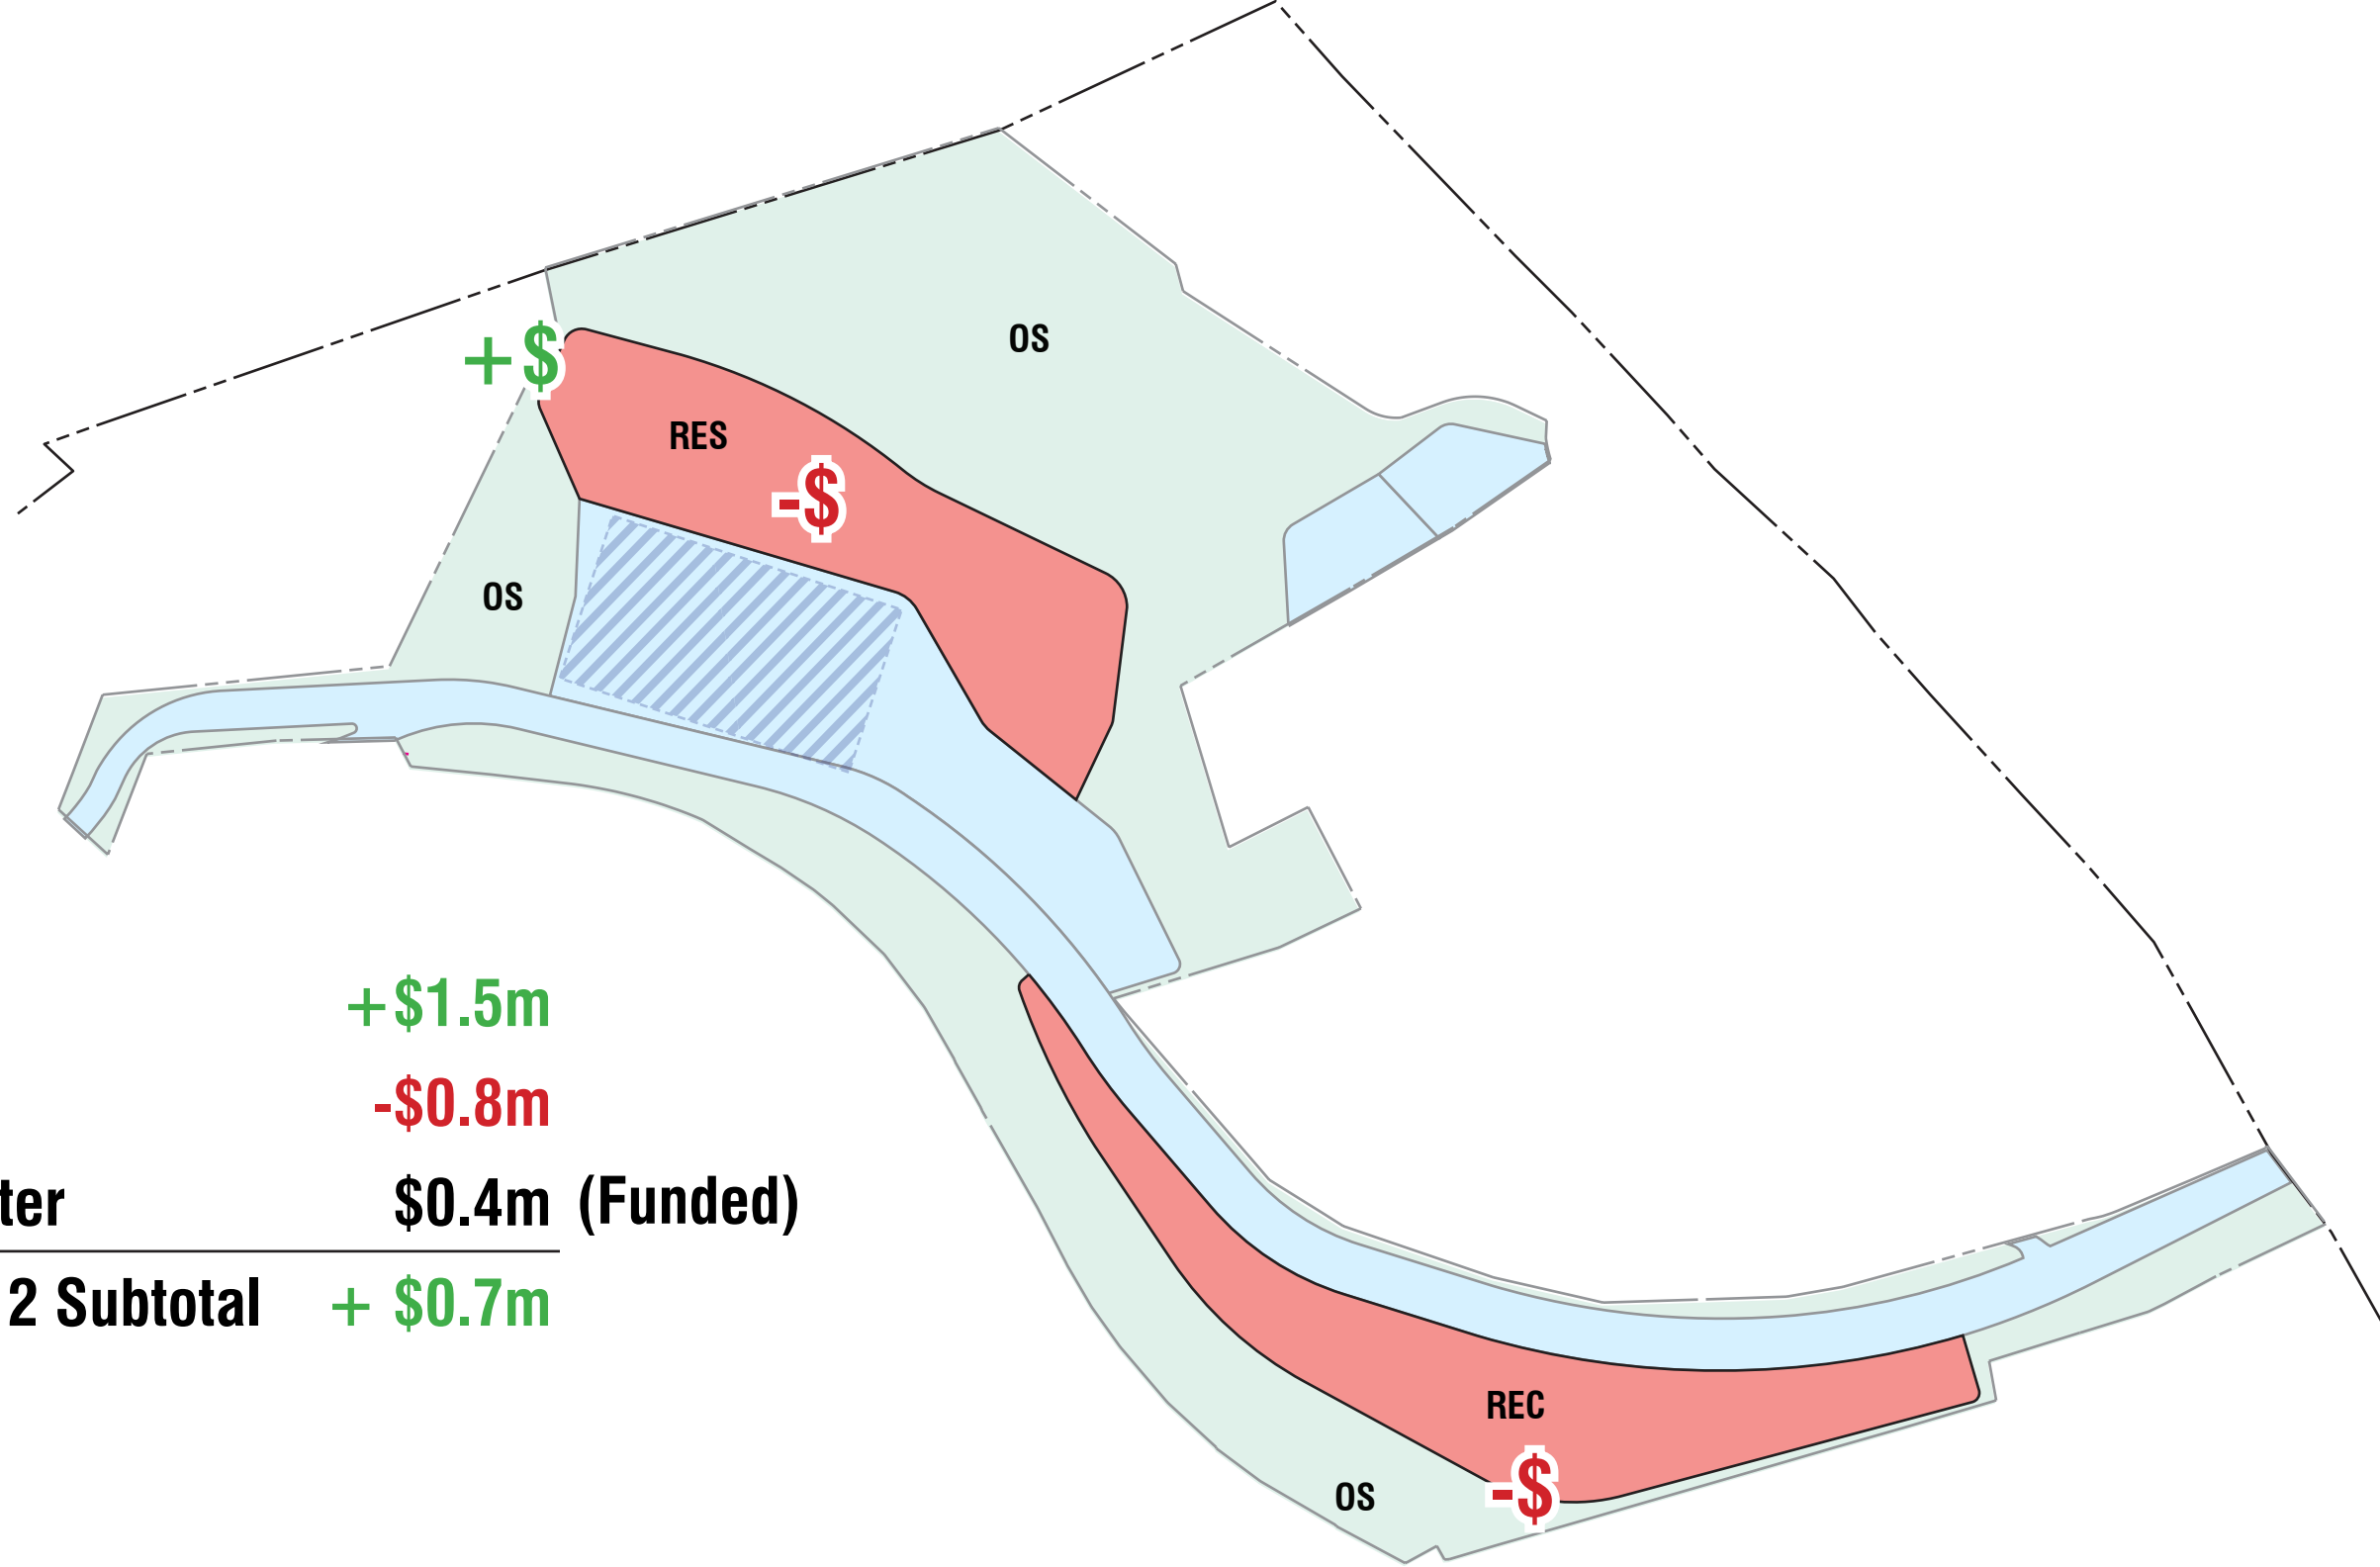 OS
+$
RES
-$
OS
+$1.5m
-$0.8m
ter $0.4m (Funded)
2 Subtotal + $0.7m
REC
-$
OS